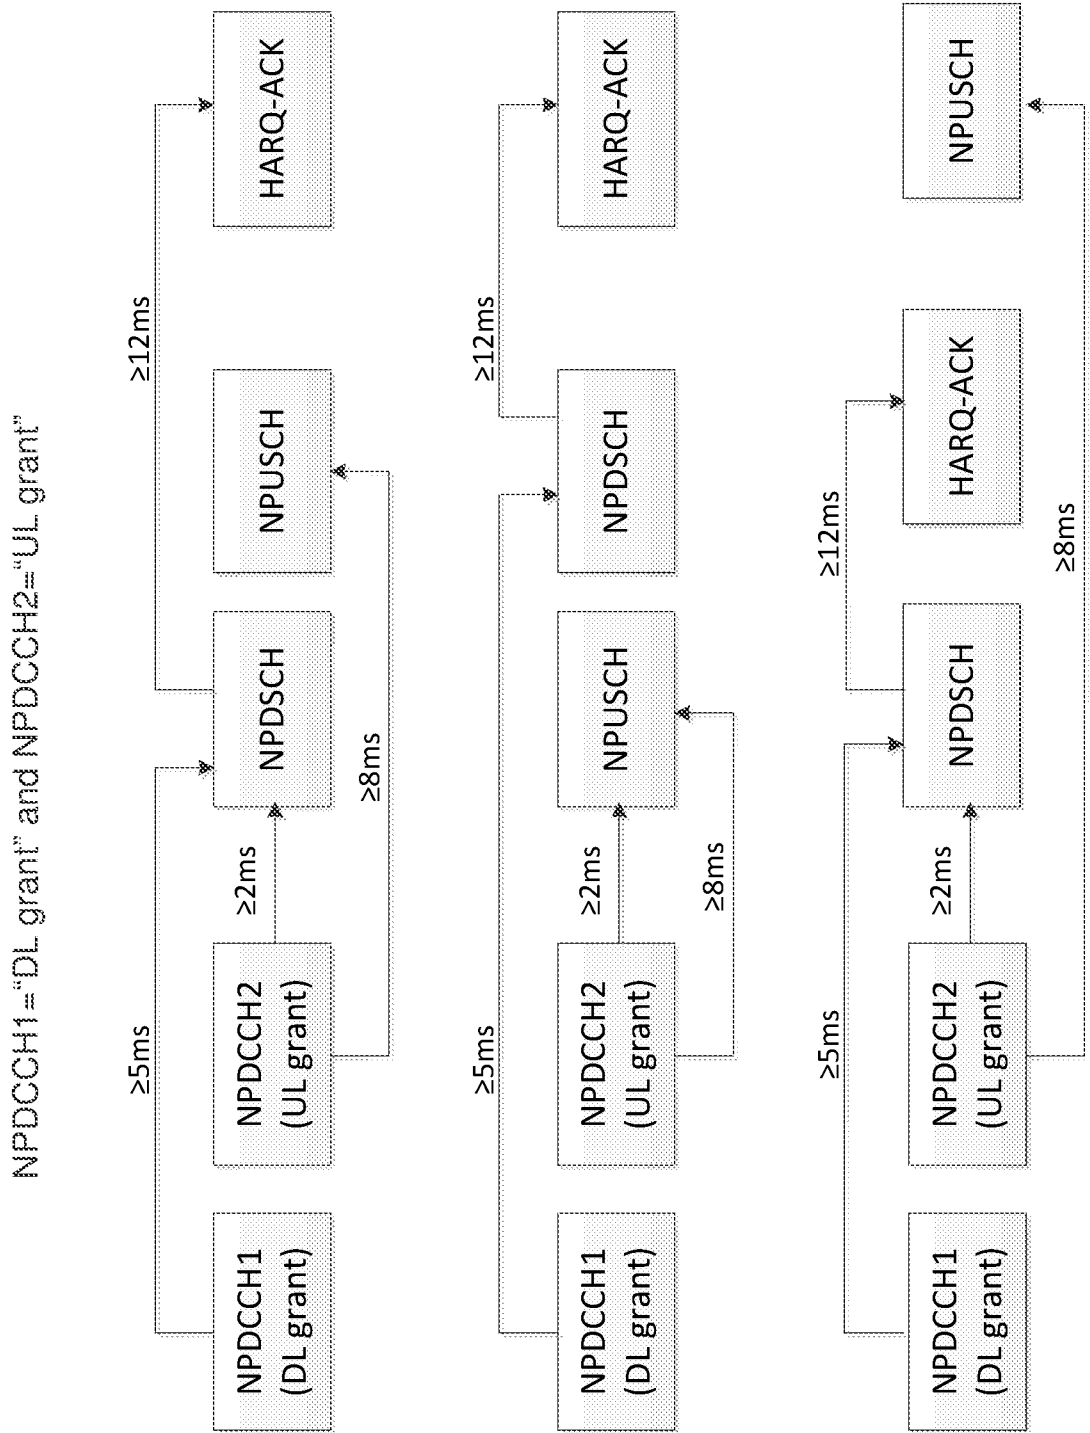 NPDCCH1="DL grant" and NPDCCH2="UL grant"
≥5ms
≥12ms
NPDCCH1
(DL grant)
NPDCCH2
(UL grant)
≥2ms
NPDSCH
NPUSCH
HARQ-ACK
≥8ms
≥5ms
≥12ms
NPDCCH1
(DL grant)
NPDCCH2
(UL grant)
≥2ms
NPUSCH
NPDSCH
HARQ-ACK
≥8ms
≥5ms
≥12ms
NPDCCH1
(DL grant)
NPDCCH2
(UL grant)
≥2ms
NPDSCH
HARQ-ACK
NPUSCH
≥8ms